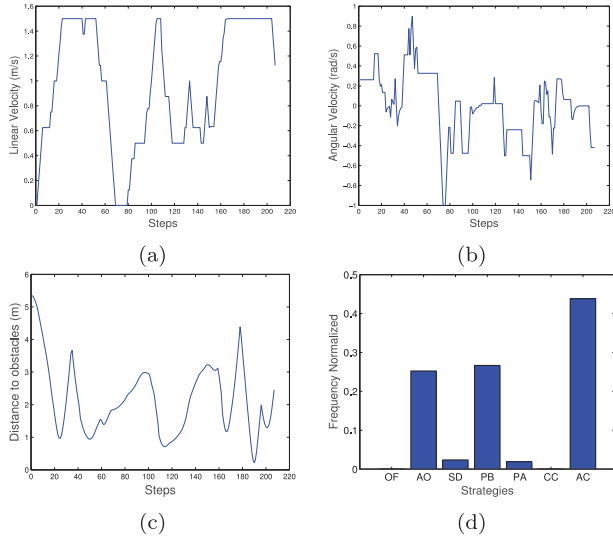 1.6
1.4
1.2
1
0.8
0.6
0.4
0.2
0
Linear Velocity (m/s)
0 20 40 60 80 100 120 140 160 180 200 220
Steps
(a)
1
0.8
0.6
0.4
0.2
0
−0.2
−0.4
−0.6
−0.8
−1
Angular Velocity (rad/s)
0 20 40 60 80 100 120 140 160 180 200 220
Steps
(b)
6
5
4
3
2
1
0
Distance to obstacles (m)
0 20 40 60 80 100 120 140 160 180 200 220
Steps
(c)
0.5
0.4
0.3
0.2
0.1
0
Frequency Normalized
OF AO SD PB PA CC AC
Strategies
(d)